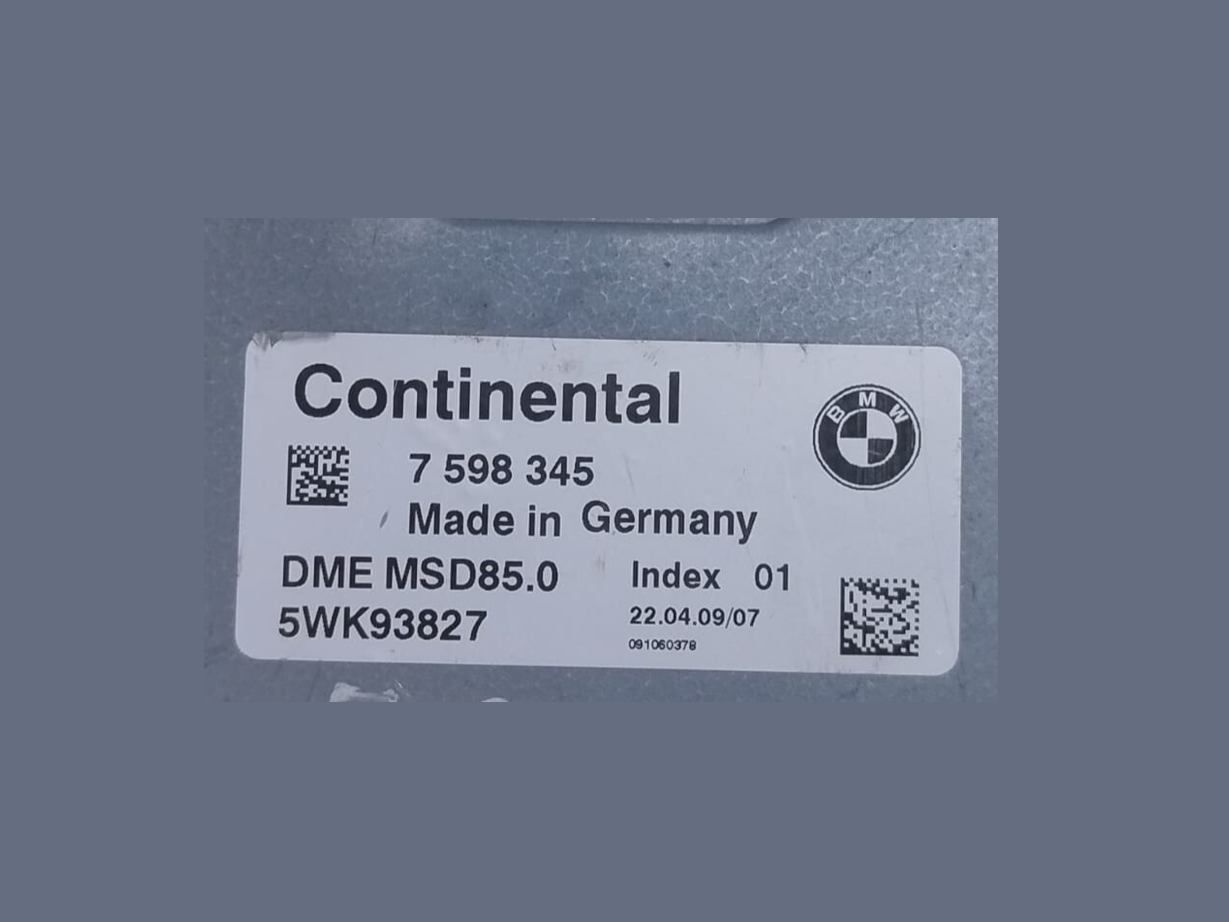 Continental
BMW
7 598 345
Made in Germany
DME MSD85.0
Index 01
5WK93827
22.04.09/07
091060378